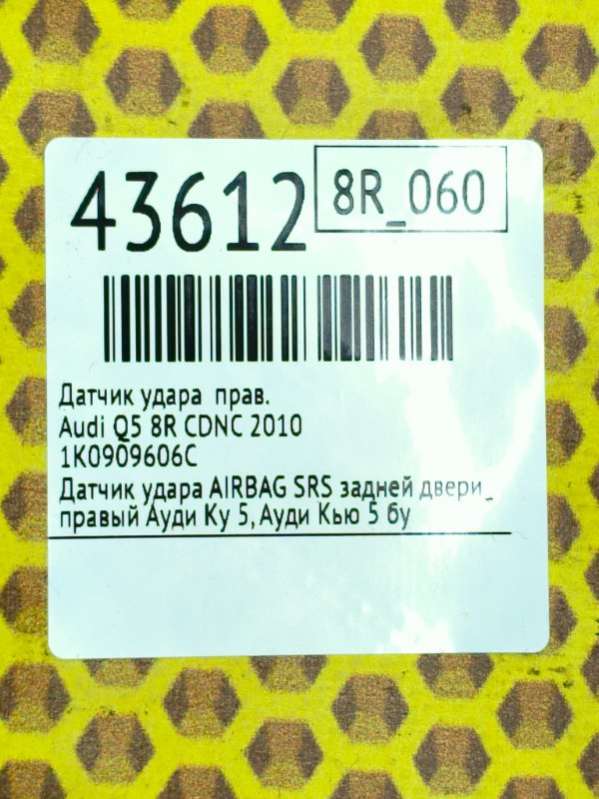 43612
8R_060
Датчик удара прав.
Audi Q5 8R CDNC 2010
1K0909606C
Датчик удара AIRBAG SRS задней двери_
правый Ауди Ку 5, Ауди Кью 5 бу